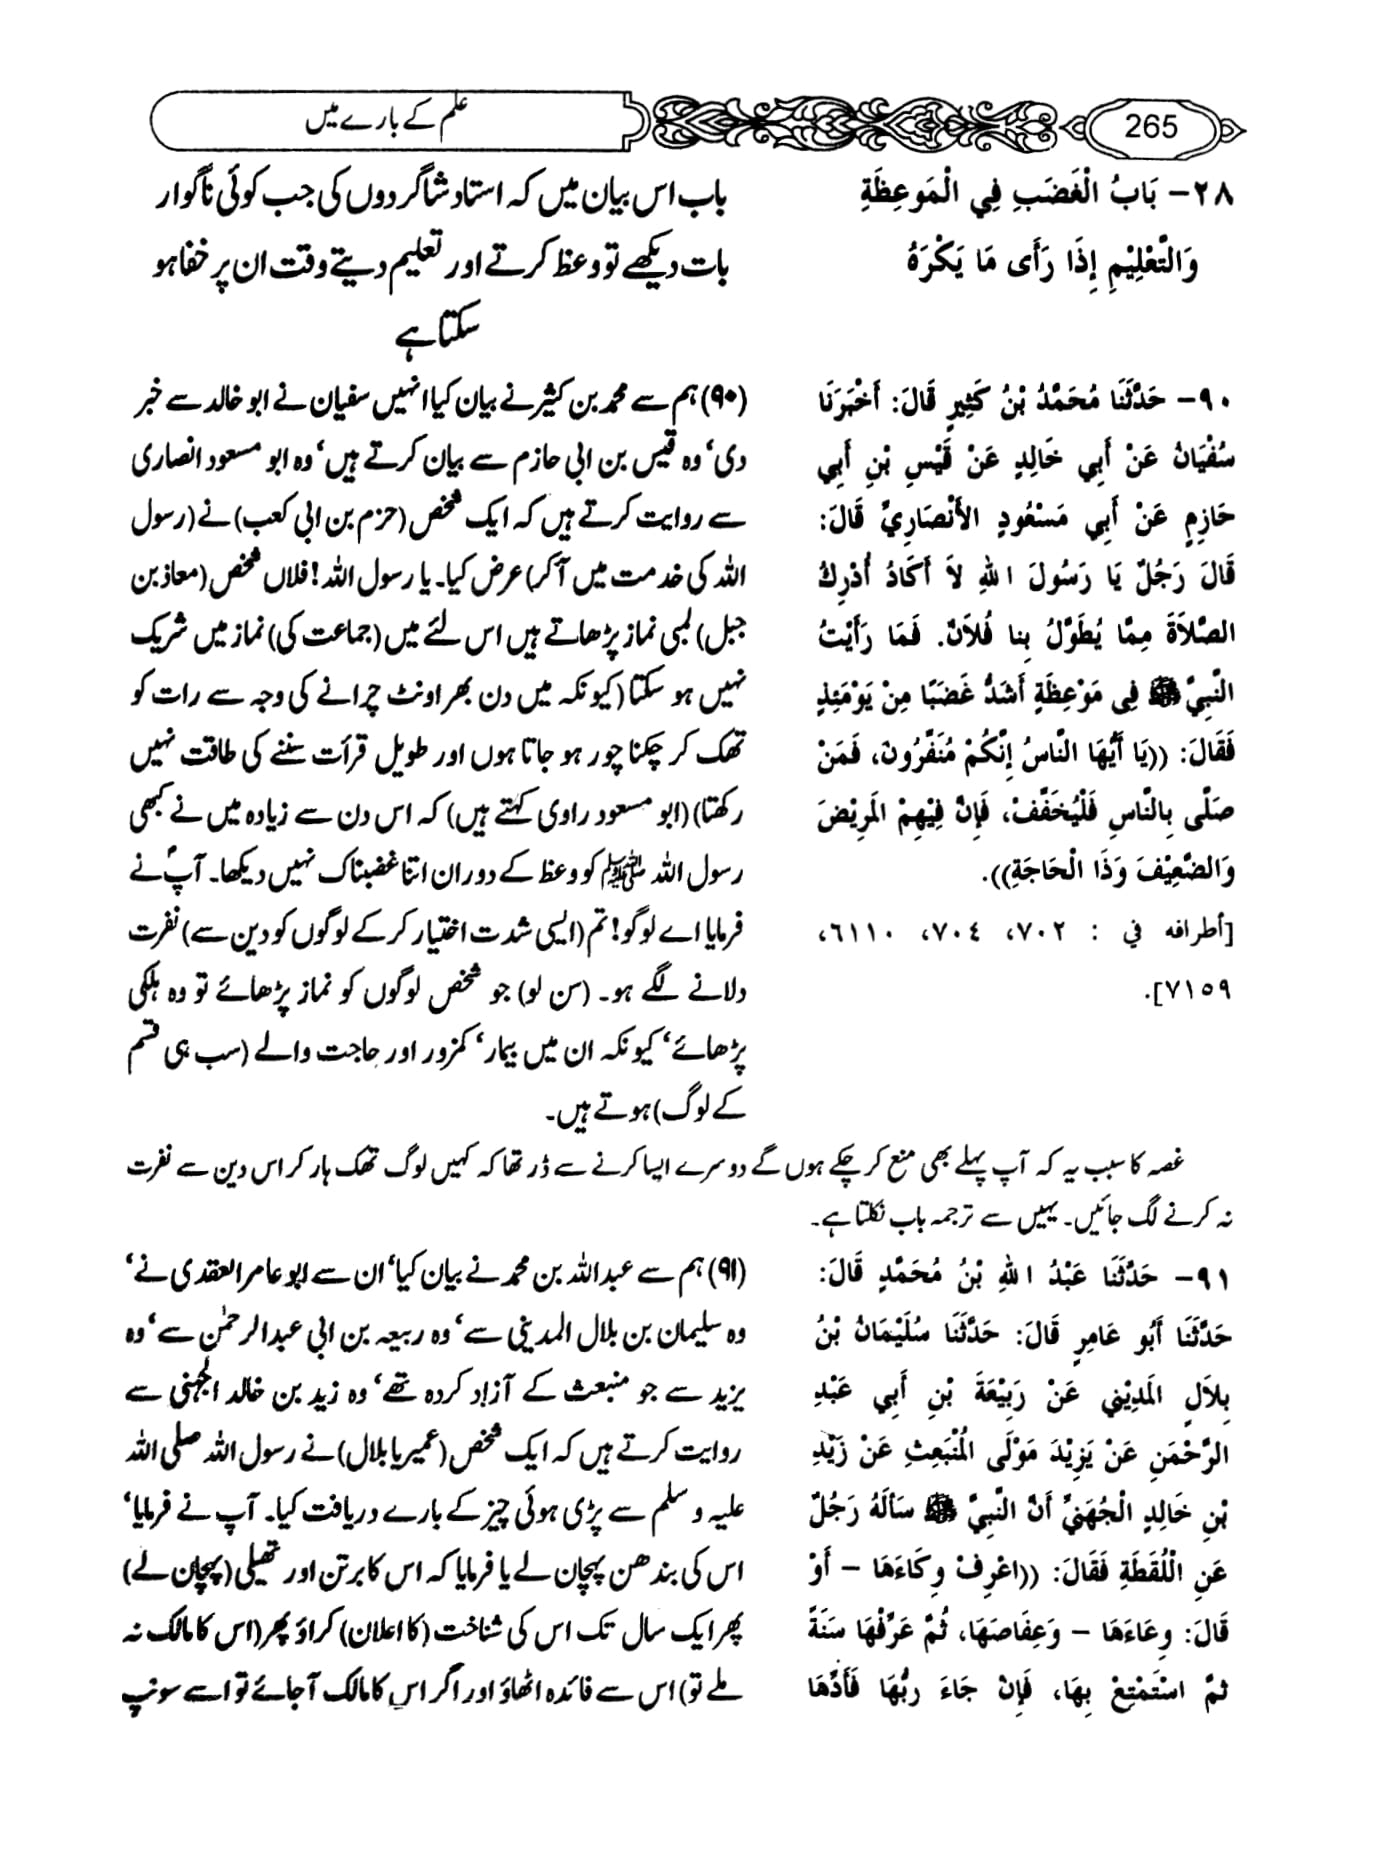 265
علم کے بارے میں
٢٨- بَابُ الْغَضَبِ فِي الْمَوعِظَةِ
وَالتَّعْلِيْمِ إِذَا رَأَى مَا يَكْرَهُ
باب اس بیان میں کہ استاد شاگردوں کی جب کوئی ناگوار
بات دیکھے تو وعظ کرتے اور تعلیم دیتے وقت ان پر خفا ہو
سکتا ہے
٩٠- حَدَّثَنَا مُحَمَّدُ بْنُ كَثِيرٍ قَالَ: أَخْبَرَنَا
سُفْيَانُ عَنْ أَبِي خَالِدٍ عَنْ قَيْسِ بْنِ أَبِي
حَازِمٍ عَنْ أَبِي مَسْعُودٍ الأَنْصَارِيِّ قَالَ:
قَالَ رَجُلٌ يَا رَسُولَ اللهِ لاَ أَكَادُ أُدْرِكُ
الصَّلاَةَ مِمَّا يُطَوِّلُ بِنا فُلاَنٌ. فَمَا رَأَيْتُ
النَّبِيَّ ﷺ فِي مَوْعِظَةٍ أَشَدَّ غَضَبًا مِنْ يَوْمَئِذٍ
فَقَالَ: ((يَا أَيُّهَا النَّاسُ إِنَّكُمْ مُنَفِّرُونَ، فَمَنْ
صَلَّى بِالنَّاسِ فَلْيُخَفِّفْ، فَإِنَّ فِيْهِمْ الْمَرِيْضَ
وَالضَّعِيْفَ وَذَا الْحَاجَةِ)).
[أطرافه في : ٧٠٢، ٧٠٤، ٦١١٠،
٧١٥٩].
(۹۰) ہم سے محمد بن کثیر نے بیان کیا انہیں سفیان نے ابو خالد سے خبر
دی‘ وہ قیس بن ابی حازم سے بیان کرتے ہیں‘ وہ ابو مسعود انصاری
سے روایت کرتے ہیں کہ ایک شخص (حزم بن ابی کعب) نے (رسول
اللہ کی خدمت میں آکر) عرض کیا۔ یا رسول اللہ! فلاں شخص (معاذ بن
جبل) لمبی نماز پڑھاتے ہیں اس لئے میں (جماعت کی) نماز میں شریک
نہیں ہو سکتا (کیونکہ میں دن بھر اونٹ چرانے کی وجہ سے رات کو
تھک کر چکنا چور ہو جاتا ہوں اور طویل قرأت سننے کی طاقت نہیں
رکھتا) (ابو مسعود راوی کہتے ہیں) کہ اس دن سے زیادہ میں نے کبھی
رسول اللہ ﷺ کو وعظ کے دوران اتنا غضبناک نہیں دیکھا۔ آپؐ نے
فرمایا اے لوگو! تم (ایسی شدت اختیار کرکے لوگوں کو دین سے) نفرت
دلانے لگے ہو۔ (سن لو) جو شخص لوگوں کو نماز پڑھائے تو وہ ہلکی
پڑھائے‘ کیونکہ ان میں بیمار‘ کمزور اور حاجت والے (سب ہی قسم
کے لوگ) ہوتے ہیں۔
غصہ کا سبب یہ کہ آپ پہلے بھی منع کر چکے ہوں گے دوسرے ایسا کرنے سے ڈر تھا کہ کہیں لوگ تھک ہار کر اس دین سے نفرت
نہ کرنے لگ جائیں۔ یہیں سے ترجمہ باب نکلتا ہے۔
٩١- حَدَّثَنَا عَبْدُ اللهِ بْنُ مُحَمَّدٍ قَالَ:
حَدَّثَنَا أَبُو عَامِرٍ قَالَ: حَدَّثَنَا سُلَيْمَانُ بْنُ
بِلاَلٍ الْمَدِيْنِي عَنْ رَبِيْعَةَ بْنِ أَبِي عَبْدِ
الرَّحْمَنِ عَنْ يَزِيْدَ مَوْلَى الْمُنْبَعِثِ عَنْ زَيْدِ
بْنِ خَالِدٍ الْجُهَنِيِّ أَنَّ النَّبِيَّ ﷺ سَأَلَهُ رَجُلٌ
عَنِ اللُّقَطَةِ فَقَالَ: ((اعْرِفْ وِكَاءَهَا - أَوْ
قَالَ: وِعَاءَهَا - وَعِفَاصَهَا، ثُمَّ عَرِّفْهَا سَنَةً
ثمَّ اسْتَمْتِعْ بِهَا، فَإِنْ جَاءَ رَبُّهَا فَأَدِّهَا
(۹۱) ہم سے عبداللہ بن محمد نے بیان کیا‘ ان سے ابو عامر العقدی نے‘
وہ سلیمان بن بلال المدینی سے‘ وہ ربیعہ بن ابی عبدالرحمٰن سے‘ وہ
یزید سے جو منبعث کے آزاد کردہ تھے‘ وہ زید بن خالد الجہنی سے
روایت کرتے ہیں کہ ایک شخص (عمیر یا بلال) نے رسول اللہ صلی اللہ
علیہ وسلم سے پڑی ہوئی چیز کے بارے دریافت کیا۔ آپ نے فرمایا‘
اس کی بندھن پہچان لے یا فرمایا کہ اس کا برتن اور تھیلی (پہچان لے)
پھر ایک سال تک اس کی شناخت (کا اعلان) کراؤ پھر (اس کا مالک نہ
ملے تو) اس سے فائدہ اٹھاؤ اور اگر اس کا مالک آجائے تو اسے سونپ